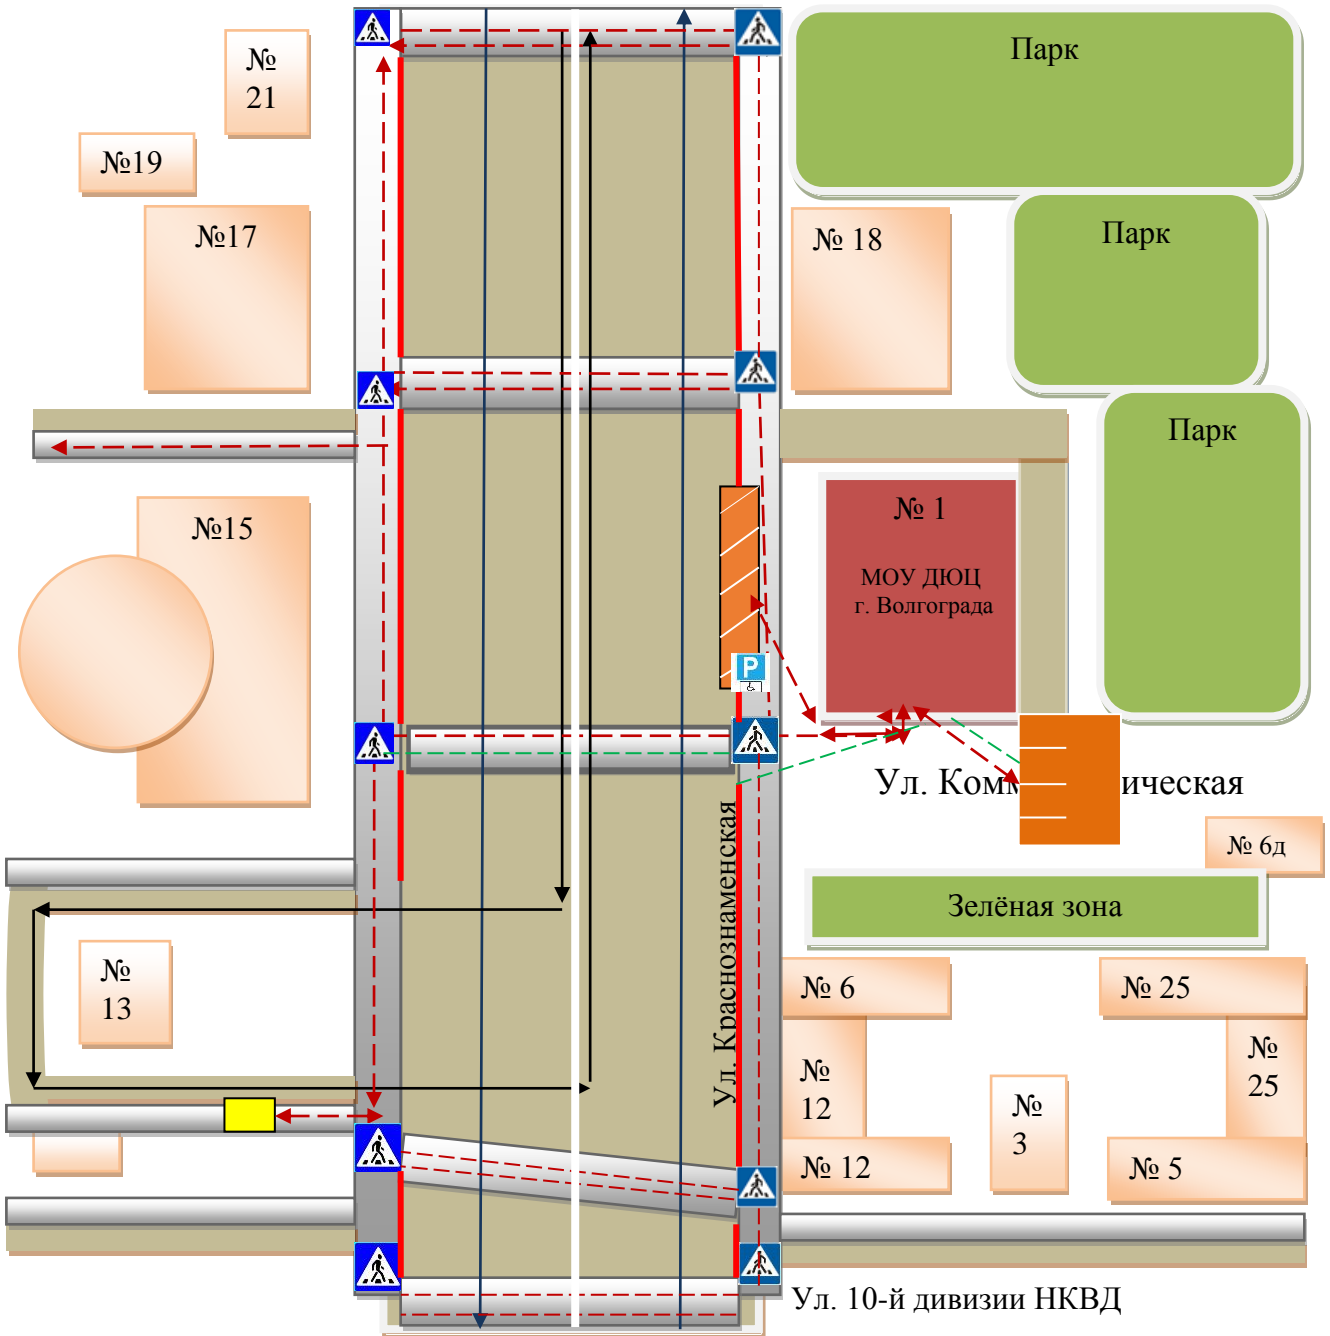 Парк
№
21
№19
№17
№ 18
Парк
Парк
№15
№ 1
МОУ ДЮЦ
г. Волгограда
P
Ул. Комм
ическая
№ 6д
Ул. Краснознаменская
Зелёная зона
№
13
№ 6
№ 25
№
12
№
25
№
3
№ 12
№ 5
Ул. 10-й дивизии НКВД